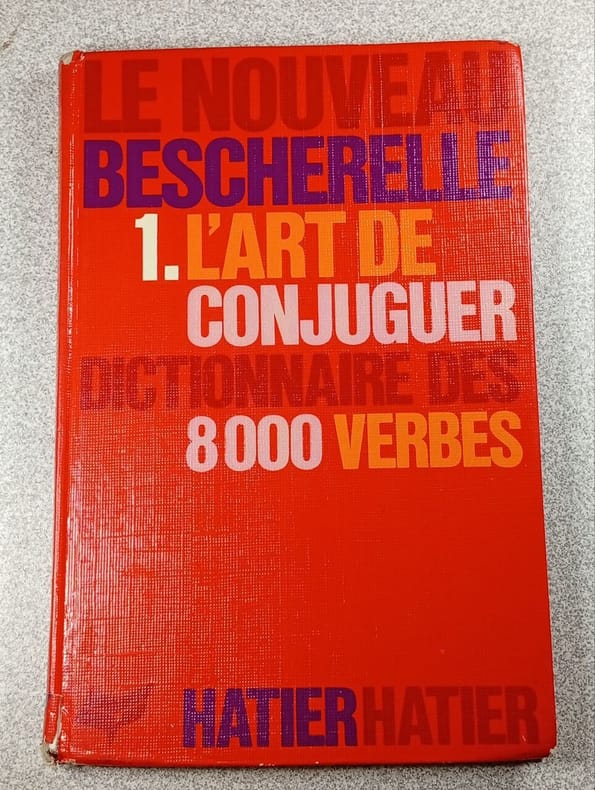 LE NOUVEAU
BESCHERELLE
1. L'ART DE
CONJUGUER
DICTIONNAIRE DES
8000 VERBES
HATIER HATIER